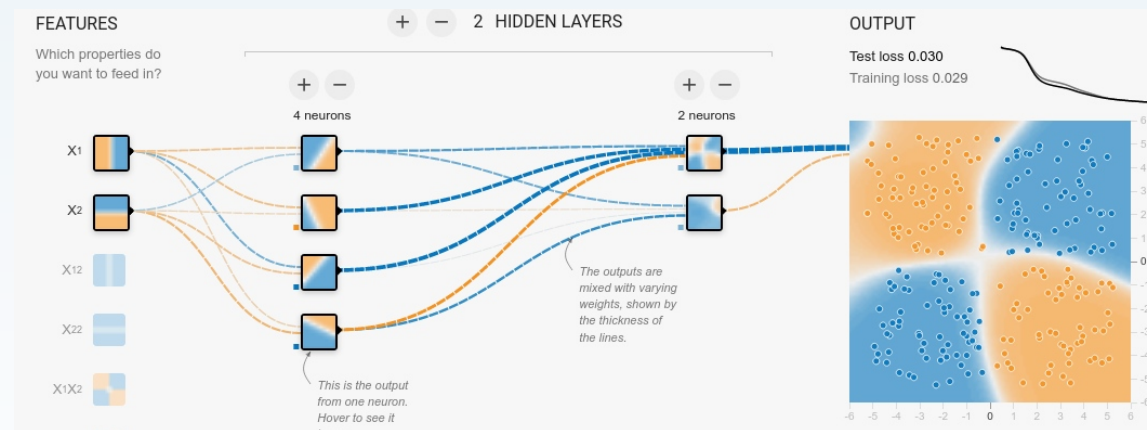 FEATURES
Which properties do
you want to feed in?
+ − 2 HIDDEN LAYERS
+ −
4 neurons
+ −
2 neurons
X1
X2
X12
X22
X1X2
This is the output
from one neuron.
Hover to see it
The outputs are
mixed with varying
weights, shown by
the thickness of
the lines.
OUTPUT
Test loss 0.030
Training loss 0.029
6
5
4
3
2
1
0
-1
-2
-3
-4
-5
-6 -5 -4 -3 -2 -1 0 1 2 3 4 5 6